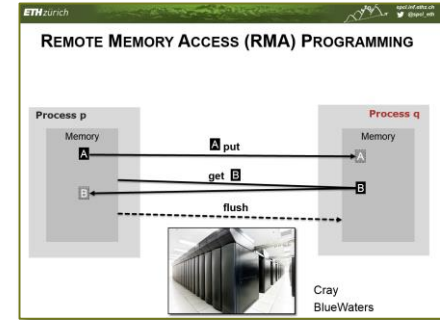 ETH zürich
spcl.inf.ethz.ch
@spcl_eth
REMOTE MEMORY ACCESS (RMA) PROGRAMMING
Process p
Process q
Memory
Memory
A
A put
A
get B
B
B
flush
Cray
BlueWaters